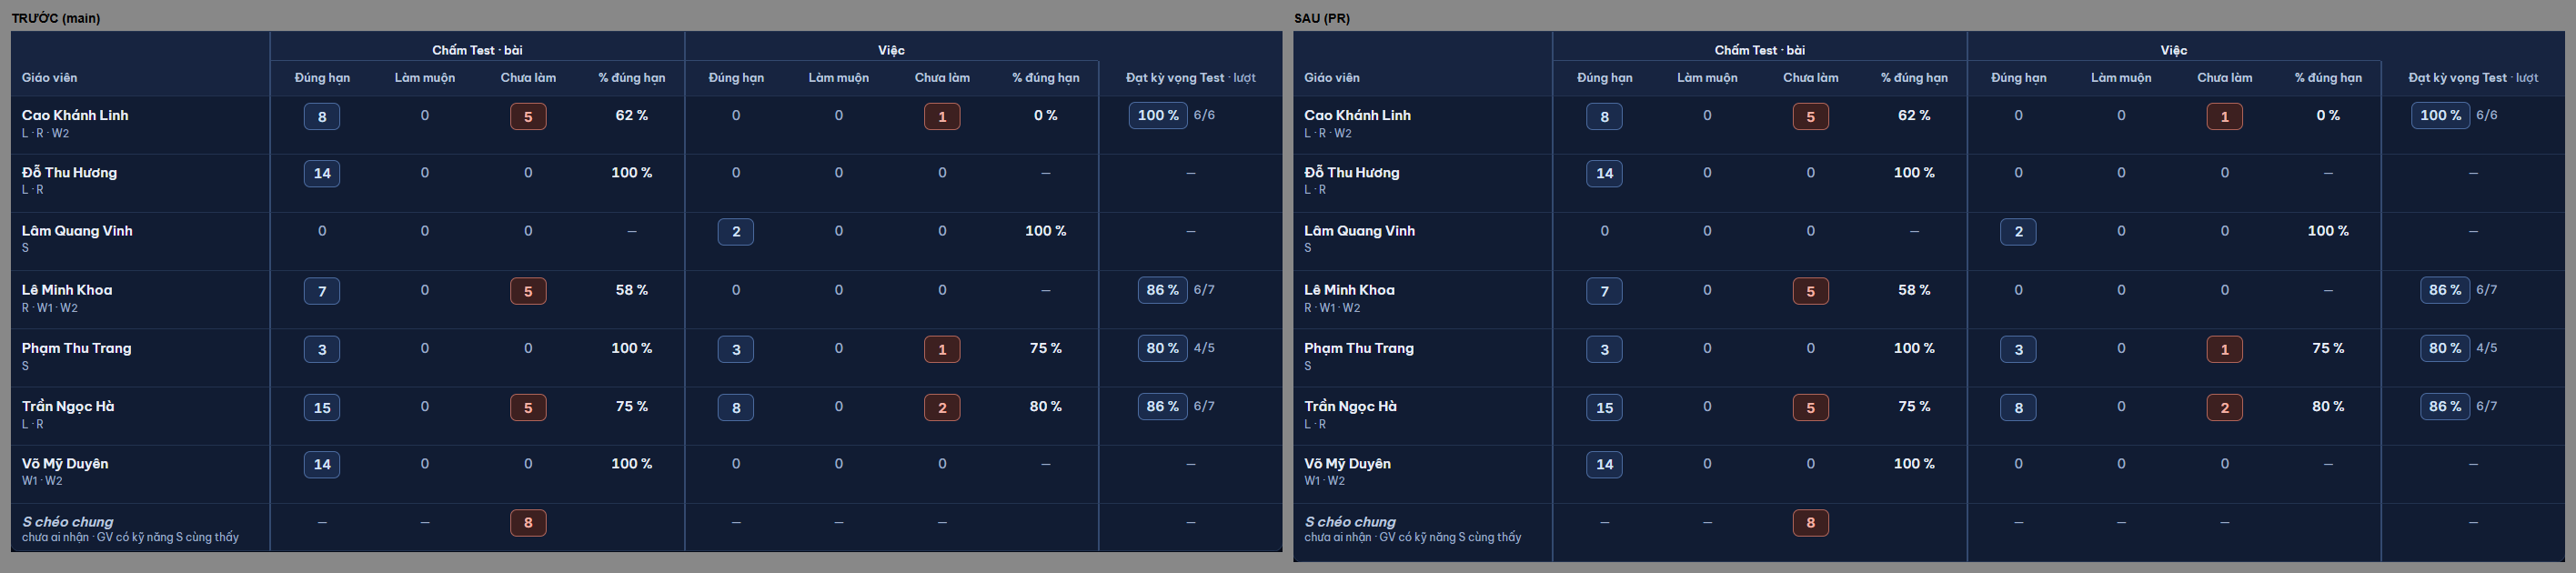 TRƯỚC (main)
Chấm Test · bài Việc
Giáo viên Đúng hạn Làm muộn Chưa làm % đúng hạn Đúng hạn Làm muộn Chưa làm % đúng hạn Đạt kỳ vọng Test · lượt
Cao Khánh Linh 8 0 5 62 % 0 0 1 0 % 100 % 6/6
L · R · W2
Đỗ Thu Hương 14 0 0 100 % 0 0 0 — —
L · R
Lâm Quang Vinh 0 0 0 — 2 0 0 100 % —
S
Lê Minh Khoa 7 0 5 58 % 0 0 0 — 86 % 6/7
R · W1 · W2
Phạm Thu Trang 3 0 0 100 % 3 0 1 75 % 80 % 4/5
S
Trần Ngọc Hà 15 0 5 75 % 8 0 2 80 % 86 % 6/7
L · R
Võ Mỹ Duyên 14 0 0 100 % 0 0 0 — —
W1 · W2
S chéo chung — — 8 — — — —
chưa ai nhận · GV có kỹ năng S cùng thấy
SAU (PR)
Chấm Test · bài Việc
Giáo viên Đúng hạn Làm muộn Chưa làm % đúng hạn Đúng hạn Làm muộn Chưa làm % đúng hạn Đạt kỳ vọng Test · lượt
Cao Khánh Linh 8 0 5 62 % 0 0 1 0 % 100 % 6/6
L · R · W2
Đỗ Thu Hương 14 0 0 100 % 0 0 0 — —
L · R
Lâm Quang Vinh 0 0 0 — 2 0 0 100 % —
S
Lê Minh Khoa 7 0 5 58 % 0 0 0 — 86 % 6/7
R · W1 · W2
Phạm Thu Trang 3 0 0 100 % 3 0 1 75 % 80 % 4/5
S
Trần Ngọc Hà 15 0 5 75 % 8 0 2 80 % 86 % 6/7
L · R
Võ Mỹ Duyên 14 0 0 100 % 0 0 0 — —
W1 · W2
S chéo chung — — 8 — — — —
chưa ai nhận · GV có kỹ năng S cùng thấy